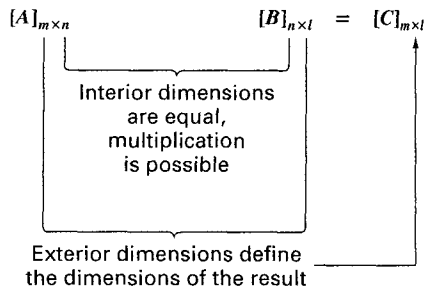 [A]m×n [B]n×l = [C]m×l
Interior dimensions
are equal,
multiplication
is possible
Exterior dimensions define
the dimensions of the result